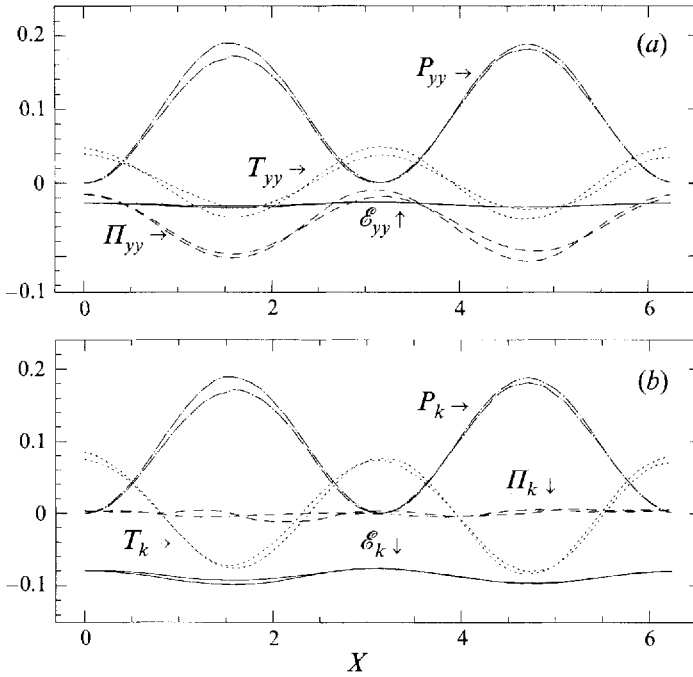 0.2
(a)
P_yy →
0.1
T_yy →
0
ℰ_yy ↑
Π_yy →
−0.1
0
2
4
6
0.2
(b)
P_k →
0.1
Π_k ↓
0
T_k →
ℰ_k ↓
−0.1
0
2
4
6
X